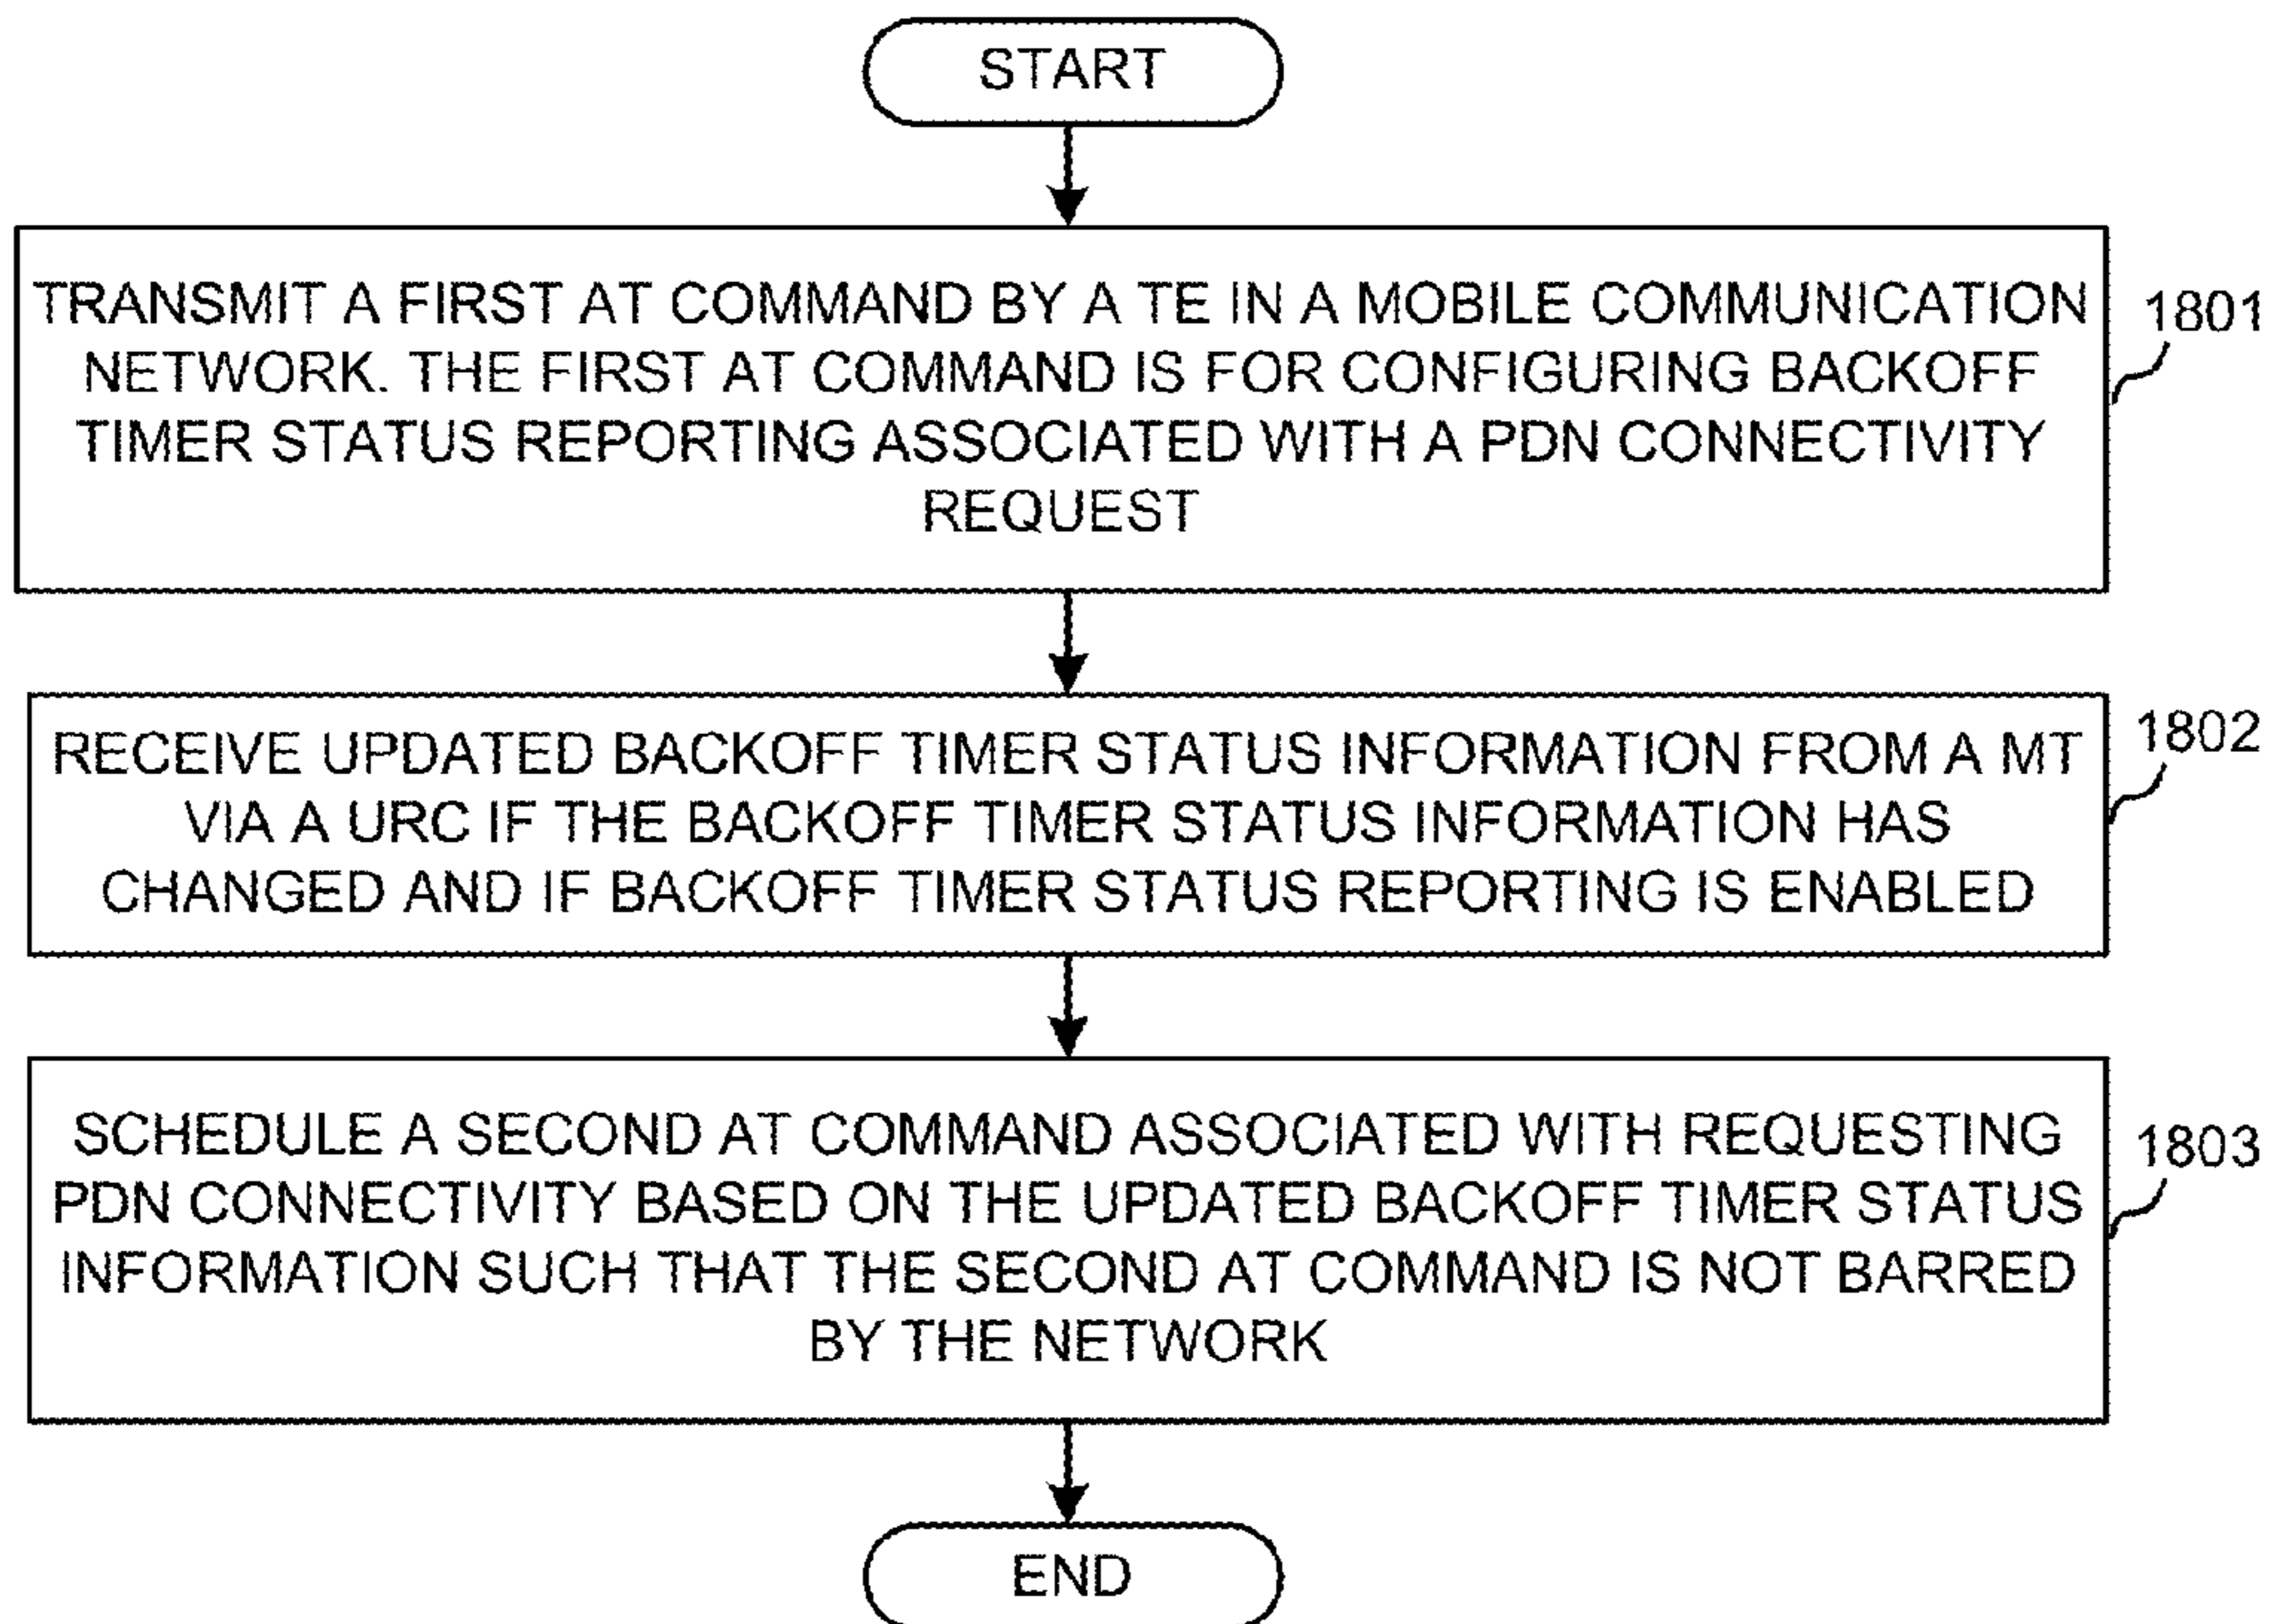 START
TRANSMIT A FIRST AT COMMAND BY A TE IN A MOBILE COMMUNICATION
NETWORK. THE FIRST AT COMMAND IS FOR CONFIGURING BACKOFF
TIMER STATUS REPORTING ASSOCIATED WITH A PDN CONNECTIVITY
REQUEST
1801
RECEIVE UPDATED BACKOFF TIMER STATUS INFORMATION FROM A MT
VIA A URC IF THE BACKOFF TIMER STATUS INFORMATION HAS
CHANGED AND IF BACKOFF TIMER STATUS REPORTING IS ENABLED
1802
SCHEDULE A SECOND AT COMMAND ASSOCIATED WITH REQUESTING
PDN CONNECTIVITY BASED ON THE UPDATED BACKOFF TIMER STATUS
INFORMATION SUCH THAT THE SECOND AT COMMAND IS NOT BARRED
BY THE NETWORK
1803
END